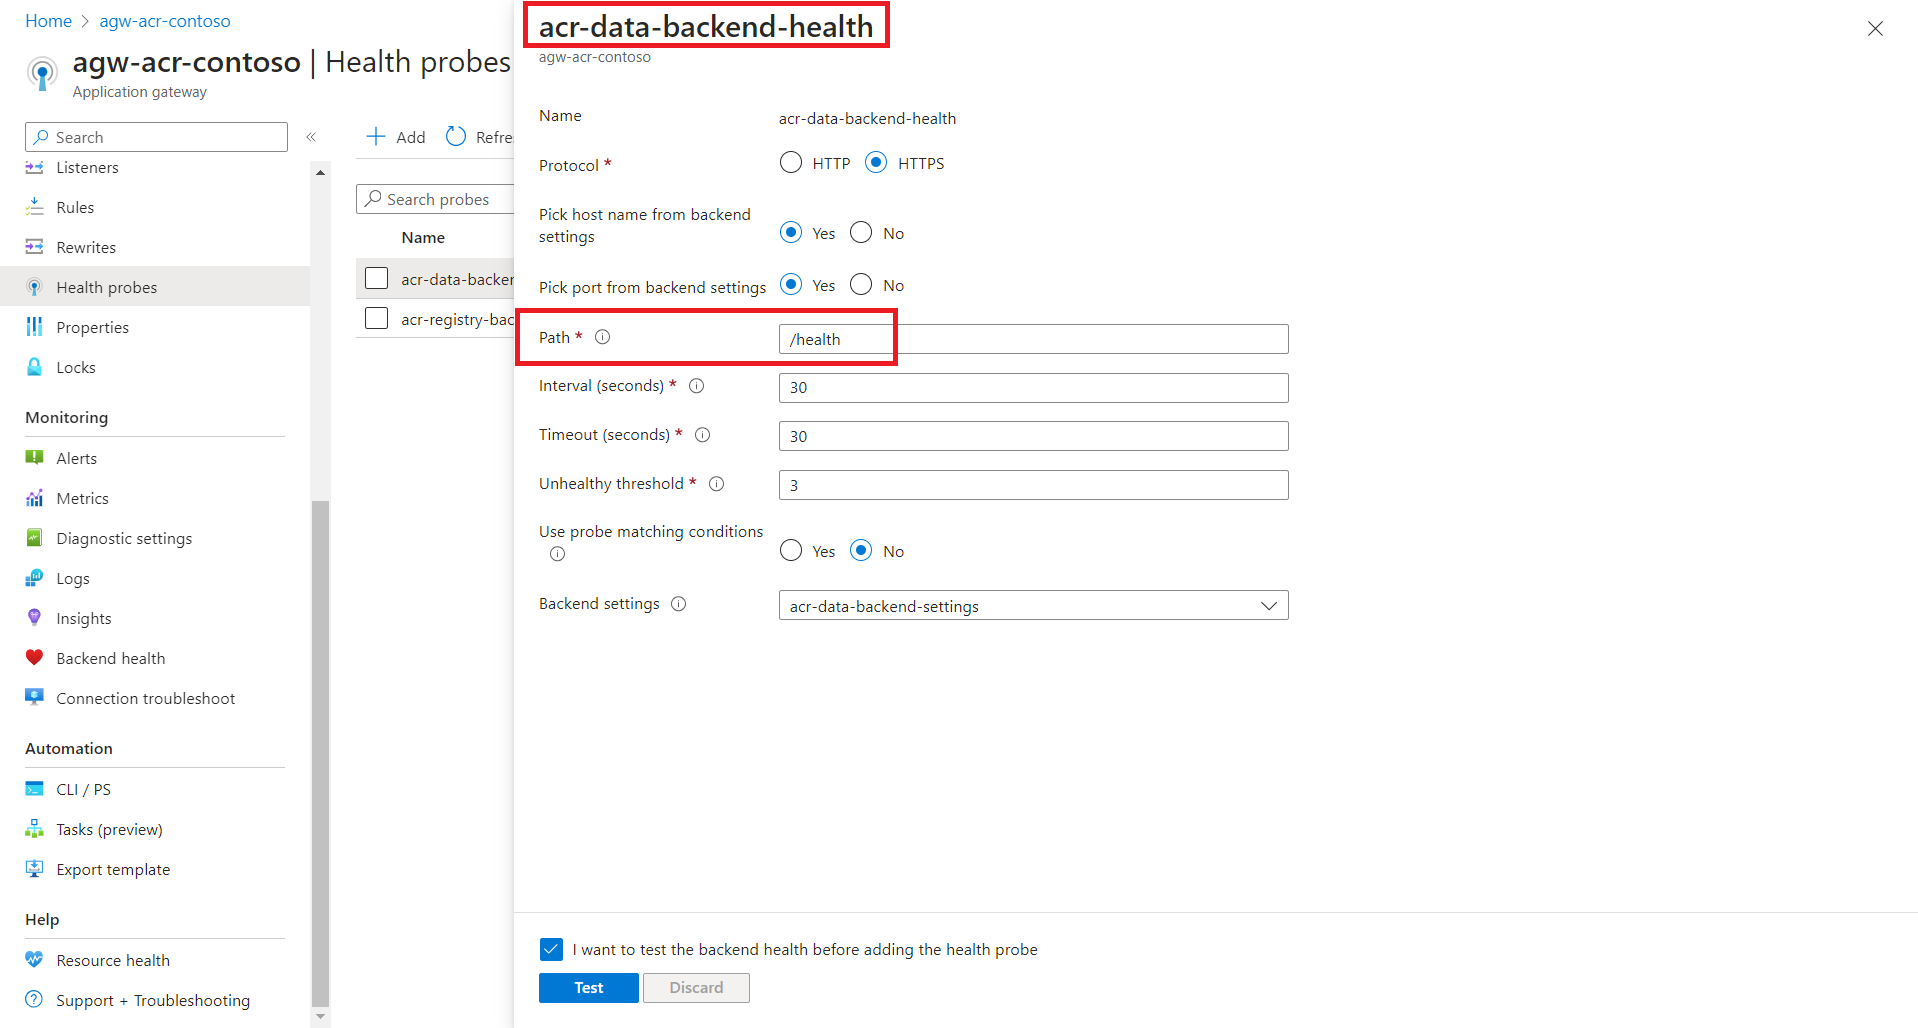 Home > agw-acr-contoso
agw-acr-contoso | Health probes
Application gateway
Search
«
Listeners
Rules
Rewrites
Health probes
Properties
Locks
Monitoring
Alerts
Metrics
Diagnostic settings
Logs
Insights
Backend health
Connection troubleshoot
Automation
CLI / PS
Tasks (preview)
Export template
Help
Resource health
Support + Troubleshooting
Add Refre
Search probes
Name
acr-data-backen
acr-registry-bac
acr-data-backend-health
agw-acr-contoso
Name acr-data-backend-health
Protocol * HTTP HTTPS
Pick host name from backend
settings Yes No
Pick port from backend settings Yes No
Path * /health
Interval (seconds) * 30
Timeout (seconds) * 30
Unhealthy threshold * 3
Use probe matching conditions
Yes No
Backend settings acr-data-backend-settings
I want to test the backend health before adding the health probe
Test Discard